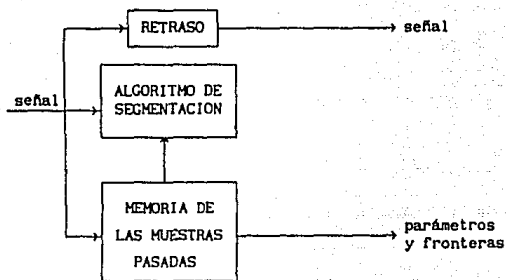 RETRASO
señal
ALGORITMO DE
SEGMENTACION
señal
MEMORIA DE
LAS MUESTRAS
PASADAS
parámetros
y fronteras